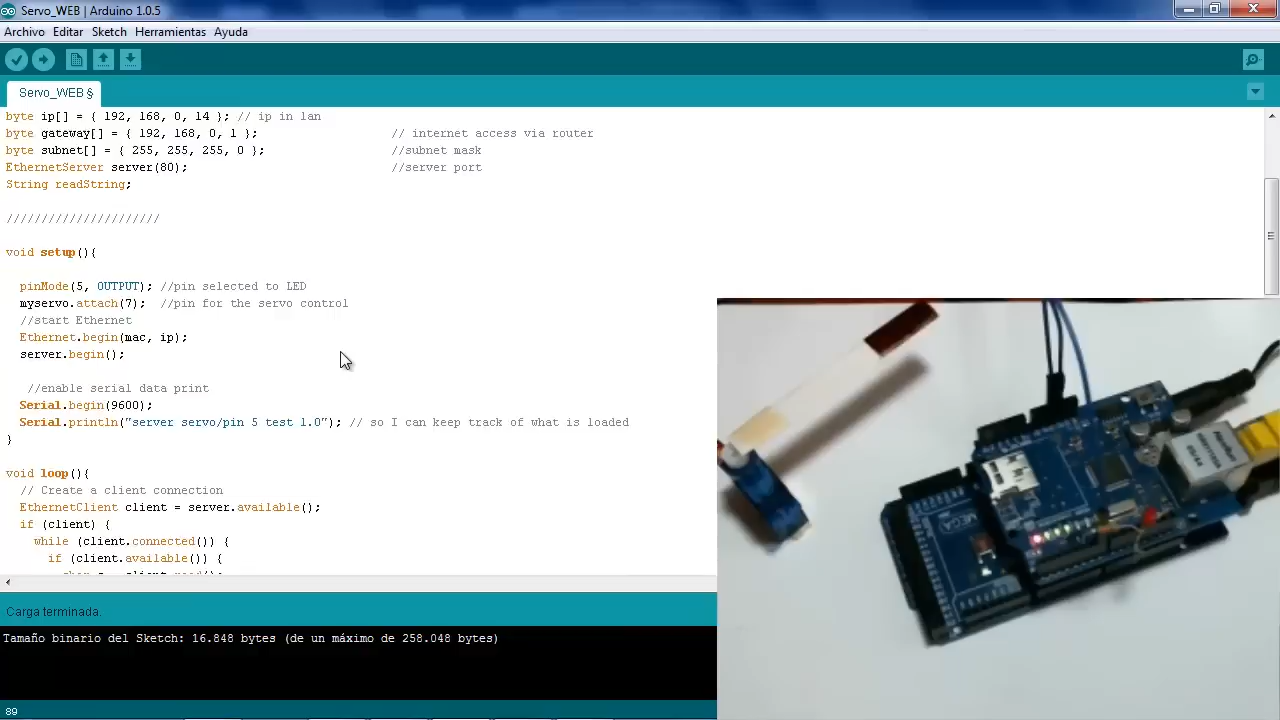 Servo_WEB | Arduino 1.0.5
Archivo Editar Sketch Herramientas Ayuda
Servo_WEB §
byte ip[] = { 192, 168, 0, 14 }; // ip in lan
byte gateway[] = { 192, 168, 0, 1 }; // internet access via router
byte subnet[] = { 255, 255, 255, 0 }; //subnet mask
EthernetServer server(80); //server port
String readString;
//////////////////////
void setup(){
pinMode(5, OUTPUT); //pin selected to LED
myservo.attach(7); //pin for the servo control
//start Ethernet
Ethernet.begin(mac, ip);
server.begin();
//enable serial data print
Serial.begin(9600);
Serial.println("server servo/pin 5 test 1.0"); // so I can keep track of what is loaded
}
void loop(){
// Create a client connection
EthernetClient client = server.available();
if (client) {
while (client.connected()) {
if (client.available()) {
Carga terminada.
Tamaño binario del Sketch: 16.848 bytes (de un máximo de 258.048 bytes)
89
MEGA